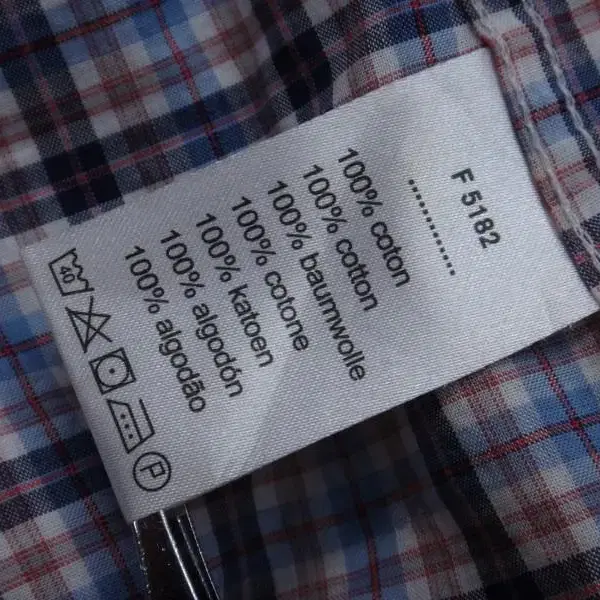 F 5182
.............
100% coton
100% cotton
100% baumwolle
100% cotone
100% katoen
100% algodón
100% algodão
40
P